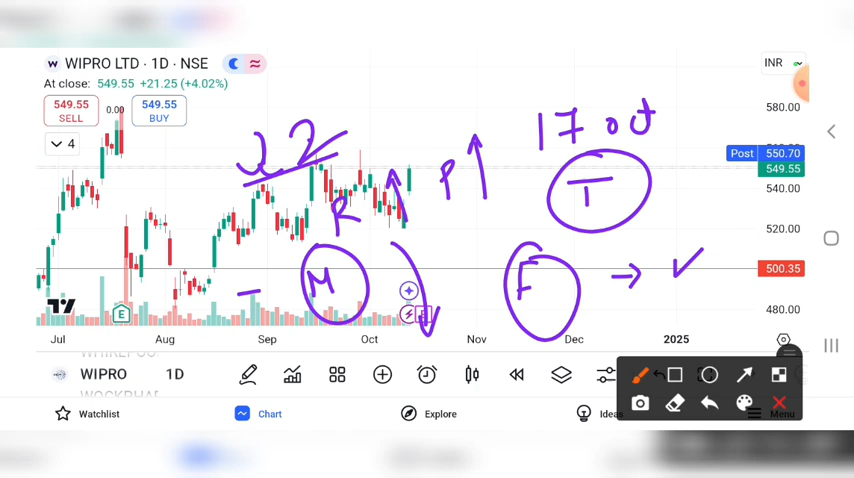 WIPRO LTD · 1D · NSE
INR
At close: 549.55 +21.25 (+4.02%)
549.55 SELL
0.00
549.55 BUY
4
580.00
Post 550.70
549.55
540.00
520.00
500.35
480.00
17 oct
Q2
R
P
T
M
F
E
Jul Aug Sep Oct Nov Dec 2025
WIPRO 1D
Watchlist Chart Explore Ideas Menu